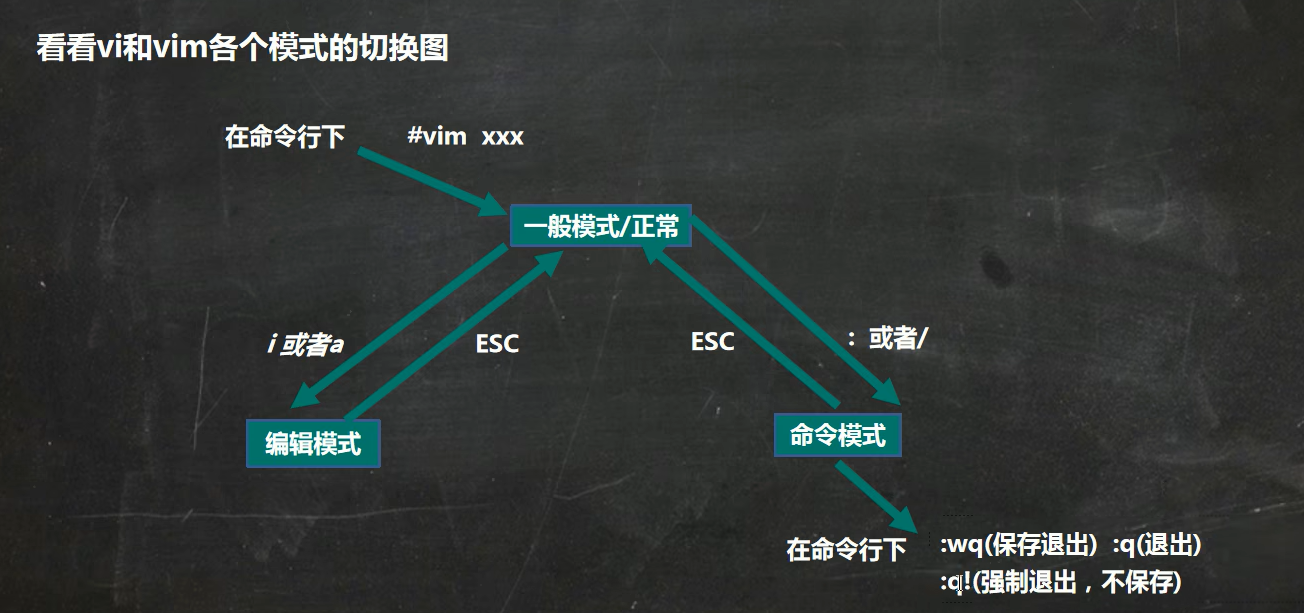 看看vi和vim各个模式的切换图
在命令行下 #vim xxx
一般模式/正常
i 或者a
ESC
ESC
: 或者/
编辑模式
命令模式
在命令行下
:wq(保存退出) :q(退出)
:q!(强制退出，不保存)